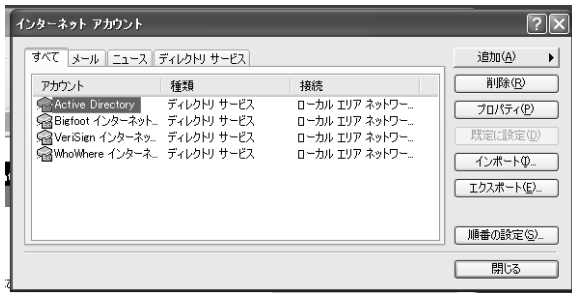 インターネット アカウント
すべて メール ニュース ディレクトリ サービス
アカウント 種類 接続
Active Directory ディレクトリ サービス ローカル エリア ネットワー...
Bigfoot インターネット... ディレクトリ サービス ローカル エリア ネットワー...
VeriSign インターネッ... ディレクトリ サービス ローカル エリア ネットワー...
WhoWhere インターネ... ディレクトリ サービス ローカル エリア ネットワー...
追加(A)
削除(R)
プロパティ(P)
既定に設定(D)
インポート(I)...
エクスポート(E)...
順番の設定(S)...
閉じる